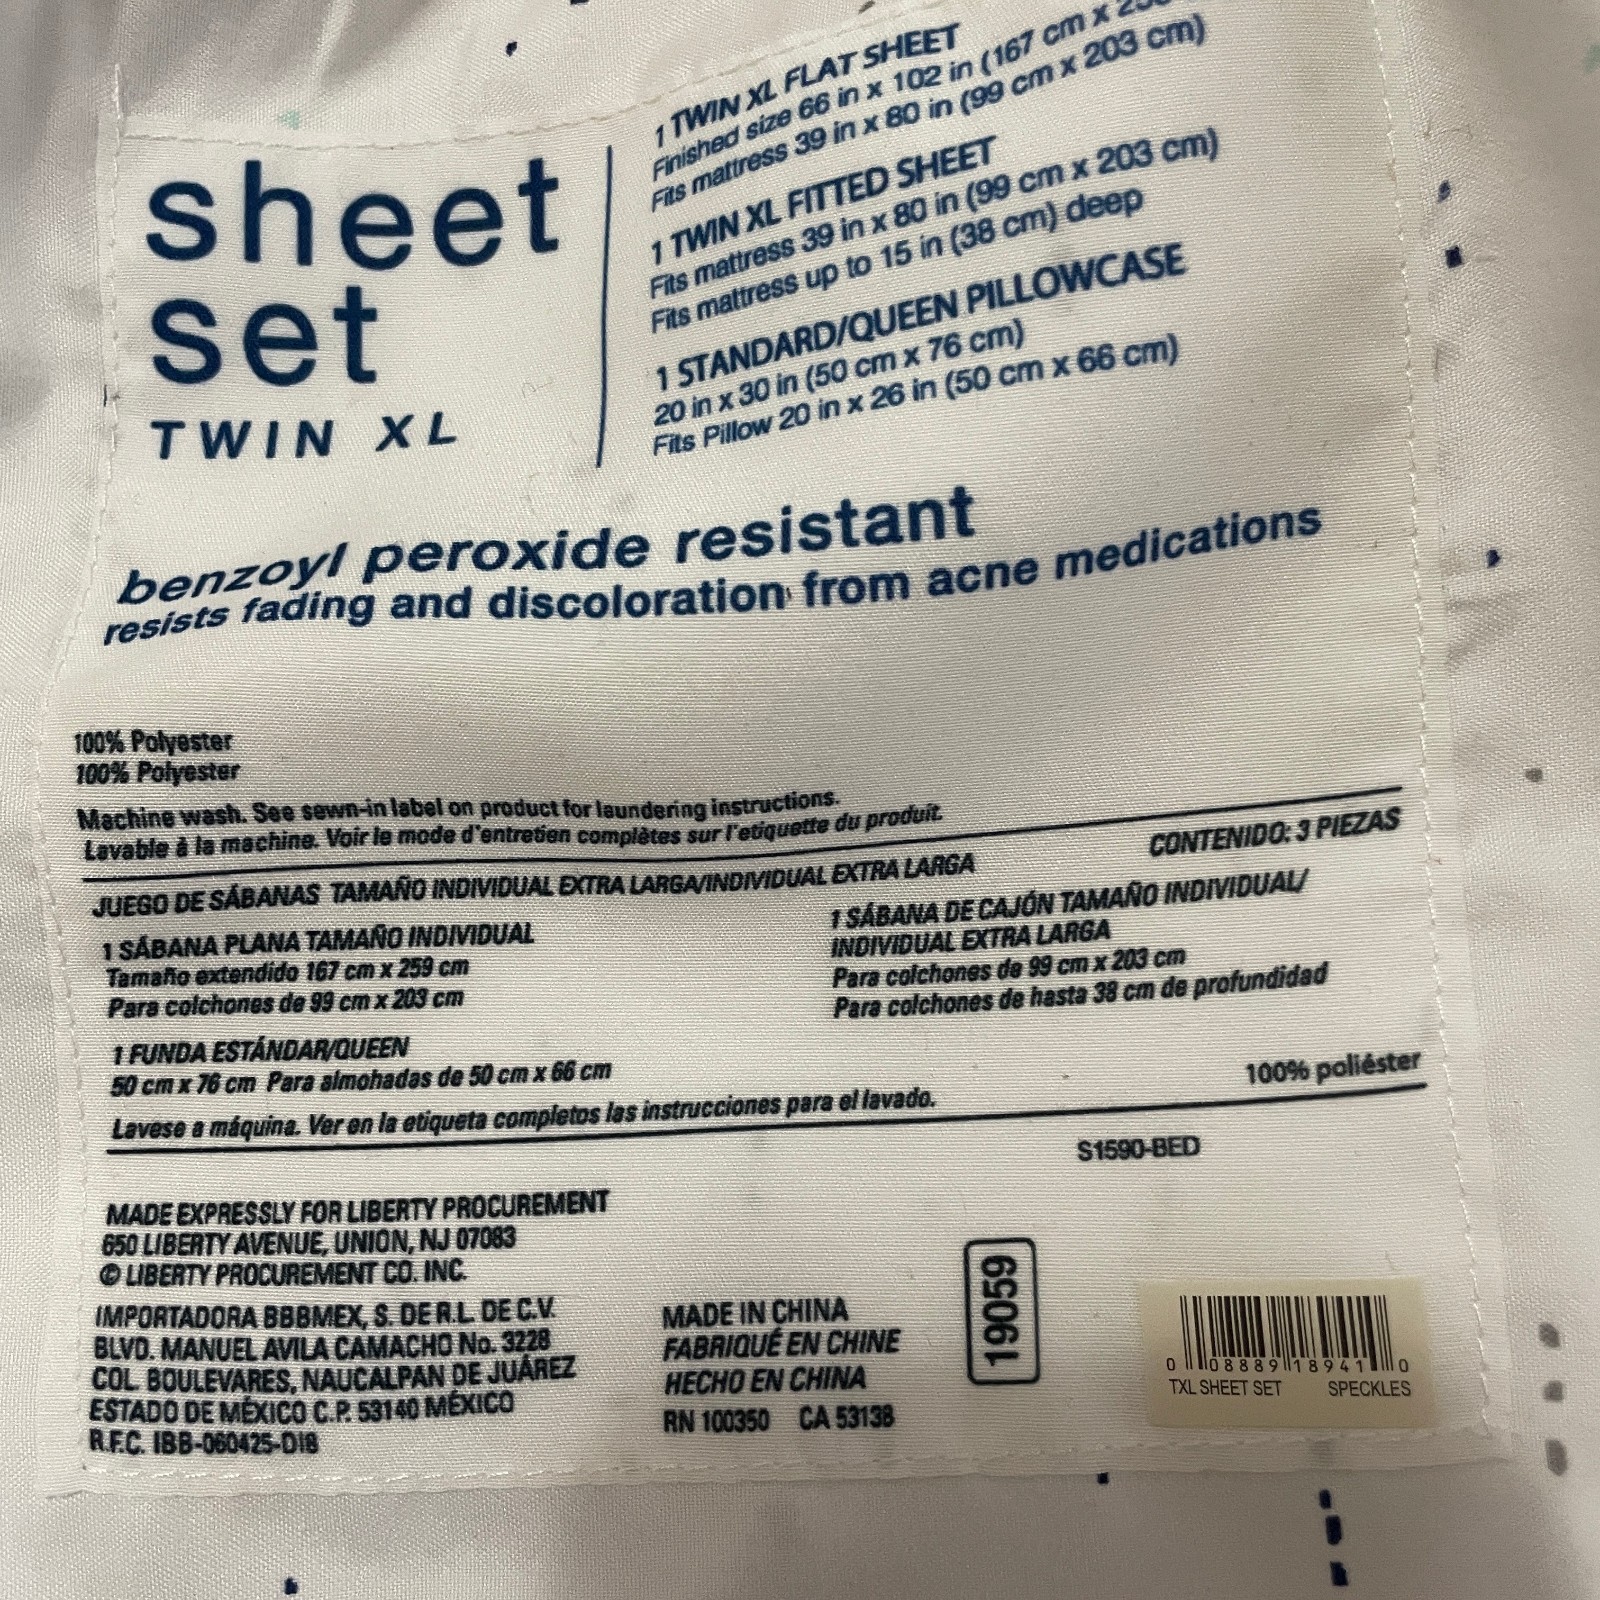 sheet
set
TWIN XL
1 TWIN XL FLAT SHEET
Finished size 66 in x 102 in (167 cm x
Fits mattress 39 in x 80 in (99 cm x 203 cm)
1 TWIN XL FITTED SHEET
Fits mattress 39 in x 80 in (99 cm x 203 cm)
Fits mattress up to 15 in (38 cm) deep
1 STANDARD/QUEEN PILLOWCASE
20 in x 30 in (50 cm x 76 cm)
Fits Pillow 20 in x 26 in (50 cm x 66 cm)
benzoyl peroxide resistant
resists fading and discoloration from acne medications
100% Polyester
100% Polyester
Machine wash. See sewn-in label on product for laundering instructions.
Lavable à la machine. Voir le mode d'entretien complètes sur l'etiquette du produit.
JUEGO DE SÁBANAS TAMAÑO INDIVIDUAL EXTRA LARGA/INDIVIDUAL EXTRA LARGA
CONTENIDO: 3 PIEZAS
1 SÁBANA PLANA TAMAÑO INDIVIDUAL
Tamaño extendido 167 cm x 259 cm
Para colchones de 99 cm x 203 cm
1 SÁBANA DE CAJÓN TAMAÑO INDIVIDUAL/
INDIVIDUAL EXTRA LARGA
Para colchones de 99 cm x 203 cm
Para colchones de hasta 38 cm de profundidad
1 FUNDA ESTÁNDAR/QUEEN
50 cm x 76 cm Para almohadas de 50 cm x 66 cm
100% poliéster
Lavese a máquina. Ver en la etiqueta completos las instrucciones para el lavado.
S1590-BED
MADE EXPRESSLY FOR LIBERTY PROCUREMENT
650 LIBERTY AVENUE, UNION, NJ 07083
© LIBERTY PROCUREMENT CO. INC.
IMPORTADORA BBBMEX, S. DE R.L. DE C.V.
BLVD. MANUEL AVILA CAMACHO No. 3228
COL. BOULEVARES, NAUCALPAN DE JUÁREZ
ESTADO DE MÉXICO C.P. 53140 MÉXICO
R.F.C. IBB-060425-DI8
MADE IN CHINA
FABRIQUÉ EN CHINE
HECHO EN CHINA
RN 100350 CA 53138
19059
0 08889 18941 0
TXL SHEET SET SPECKLES